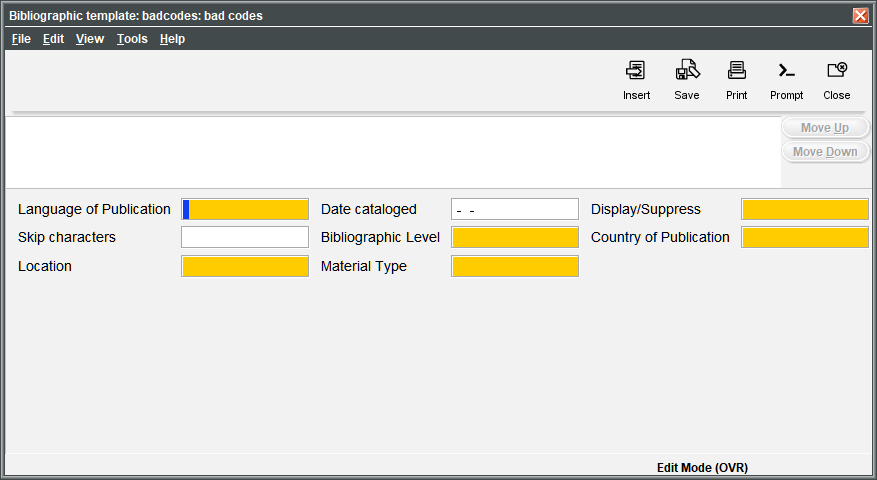 Bibliographic template: badcodes: bad codes
File Edit View Tools Help
Insert Save Print Prompt Close
Move Up
Move Down
Language of Publication Date cataloged - - Display/Suppress
Skip characters Bibliographic Level Country of Publication
Location Material Type
Edit Mode (OVR)